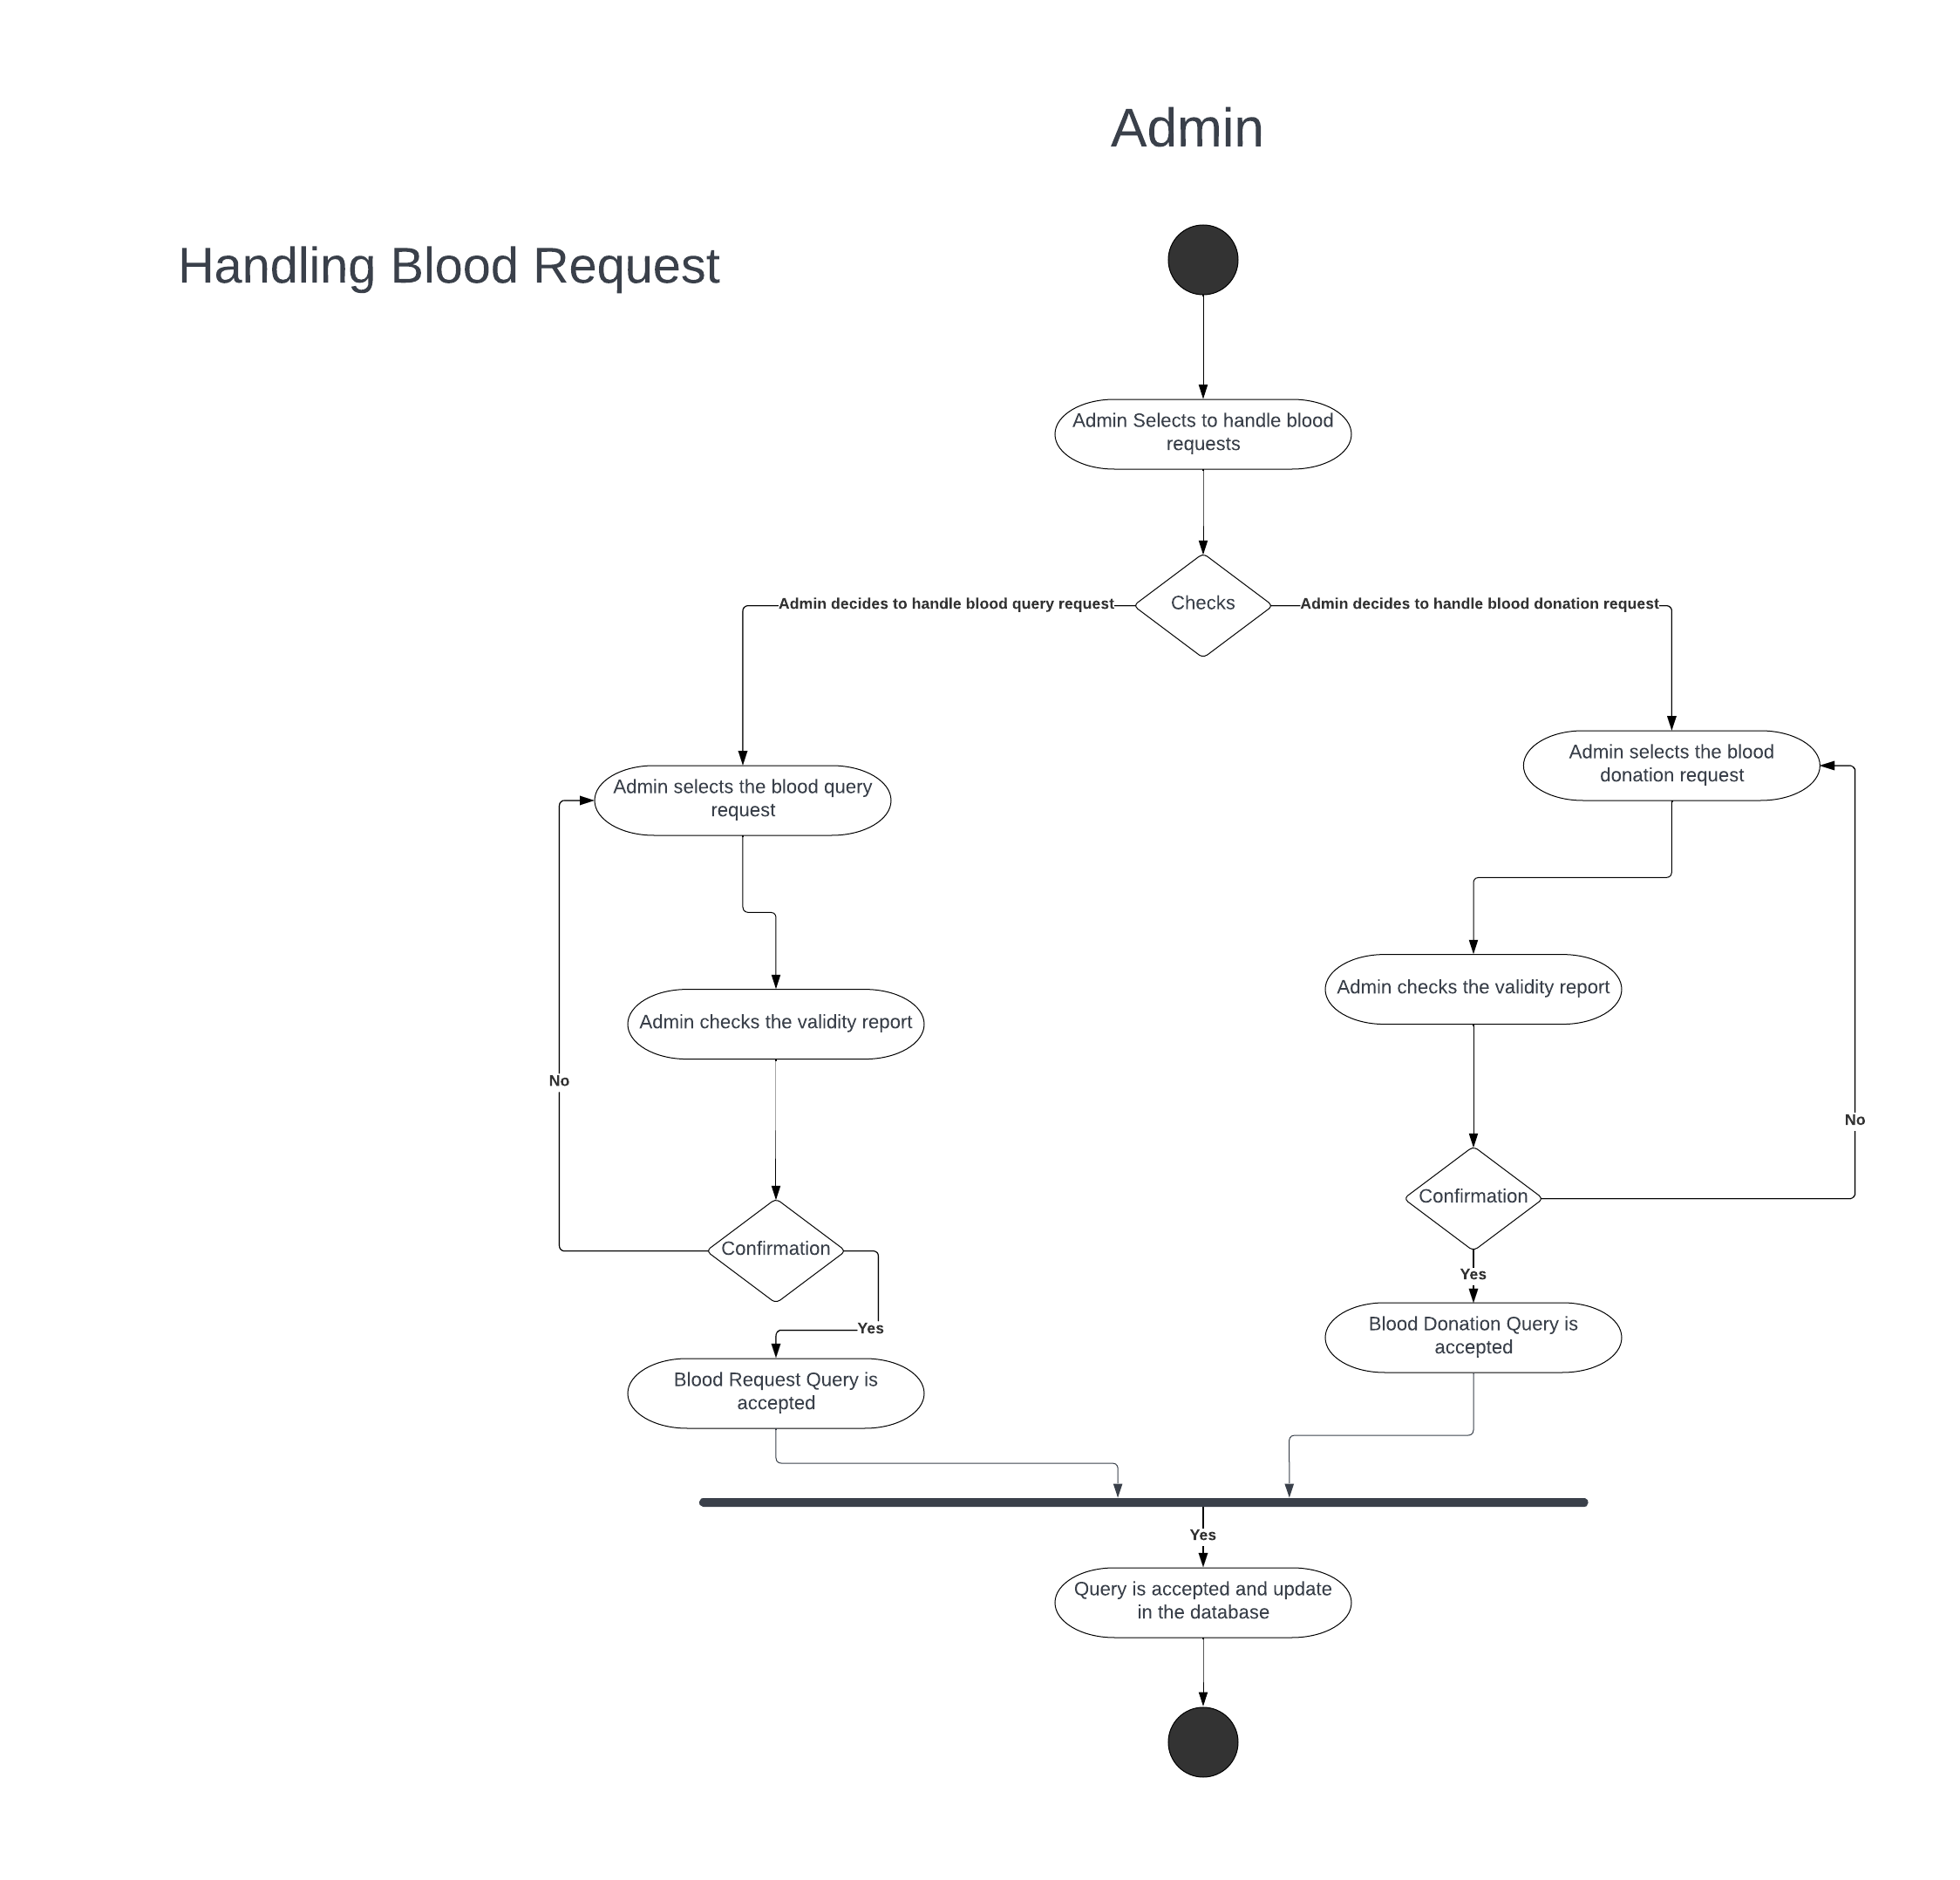 Admin
Handling Blood Request
Admin Selects to handle blood
requests
Checks
Admin decides to handle blood query request
Admin decides to handle blood donation request
Admin selects the blood query
request
Admin selects the blood
donation request
Admin checks the validity report
Admin checks the validity report
No
No
Confirmation
Confirmation
Yes
Yes
Blood Request Query is
accepted
Blood Donation Query is
accepted
Yes
Query is accepted and update
in the database